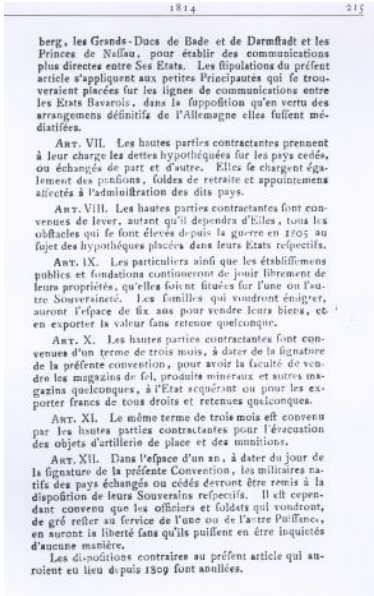 1814 215
berg, les Grands-Ducs de Bade et de Darmſtadt et les
Princes de Naſſau, pour établir des communications
plus directes entre Ses Etats. Les ſtipulations du préſent
article s'appliquent aux petites Principautés qui ſe trou-
veraient placées ſur les lignes de communications entre
les Etats Bavarois, dans la ſuppoſition qu'en vertu des
arrangemens définitifs de l'Allemagne elles fuſſent mé-
diatiſées.
ART. VII. Les hautes parties contractantes prennent
à leur charge les dettes hypothéquées ſur les pays cedés,
ou échangés de part et d'autre. Elles ſe chargent éga-
lement des penſions, ſoldes de retraite et appointemens
affectés à l'adminiſtration des dits pays.
ART. VIII. Les hautes parties contractantes ſont con-
venues de lever, autant qu'il dependra d'Elles, tous les
obſtacles qui ſe ſont élevés depuis la guerre en 1805 au
ſujet des hypothéques placées dans leurs Etats reſpectifs.
ART. IX. Les particuliers ainſi que les établiſſemens
publics et fondations continueront de jouir librement de
leurs propriétés, qu'elles ſoient ſituées ſur l'une ou l'au-
tre Souveraineté. Les familles qui voudront émigrer,
auront l'eſpace de ſix ans pour vendre leurs biens, et
en exporter la valeur ſans retenue quelconque.
ART. X. Les hautes parties contractantes ſont con-
venues d'un terme de trois mois, à dater de la ſignature
de la préſente convention, pour avoir la faculté de ven-
dre les magazins de ſel, produits mineraux et autres ma-
gazins quelconques, à l'Etat acquérant ou pour les ex-
porter francs de tous droits et retenues quelconques.
ART. XI. Le même terme de trois mois eſt convenu
par les hautes parties contractantes pour l'évacuation
des objets d'artillerie de place et des munitions.
ART. XII. Dans l'eſpace d'un an, à dater du jour de
la ſignature de la préſente Convention, les militaires na-
tifs des pays échangés ou cédés devront être remis à la
diſpoſition de leurs Souverains reſpectifs. Il eſt cepen-
dant convenu que les officiers et ſoldats qui voudront,
de gré reſter au ſervice de l'une ou de l'autre Puiſſance,
en auront la liberté ſans qu'ils puiſſent en être inquiétés
d'aucune manière.
Les diſpoſitions contraires au préſent article qui au-
roient eu lieu depuis 1809 ſont annullées.